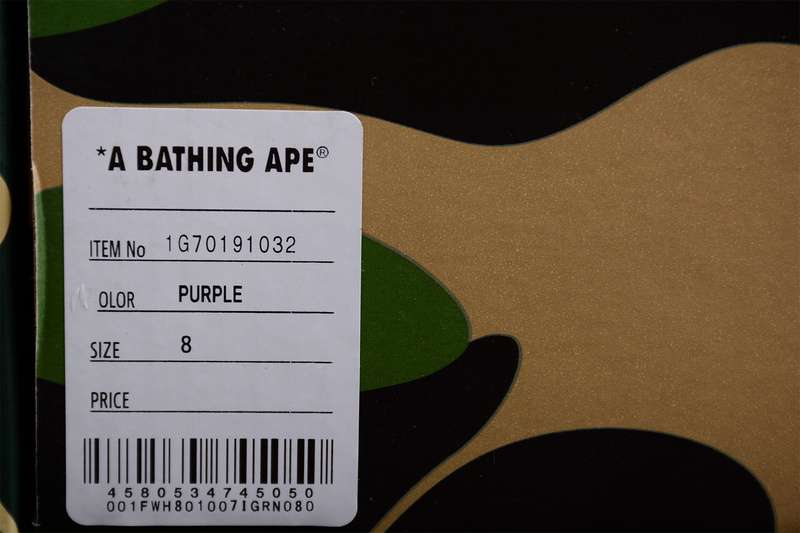 *A BATHING APE®
ITEM No 1G70191032
OLOR PURPLE
SIZE 8
PRICE
4580534745050
001FWH801007IGRN080